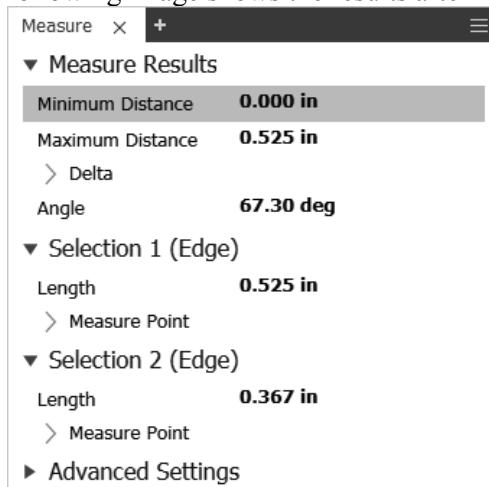 Measure × +
Measure Results
Minimum Distance 0.000 in
Maximum Distance 0.525 in
Delta
Angle 67.30 deg
Selection 1 (Edge)
Length 0.525 in
Measure Point
Selection 2 (Edge)
Length 0.367 in
Measure Point
Advanced Settings